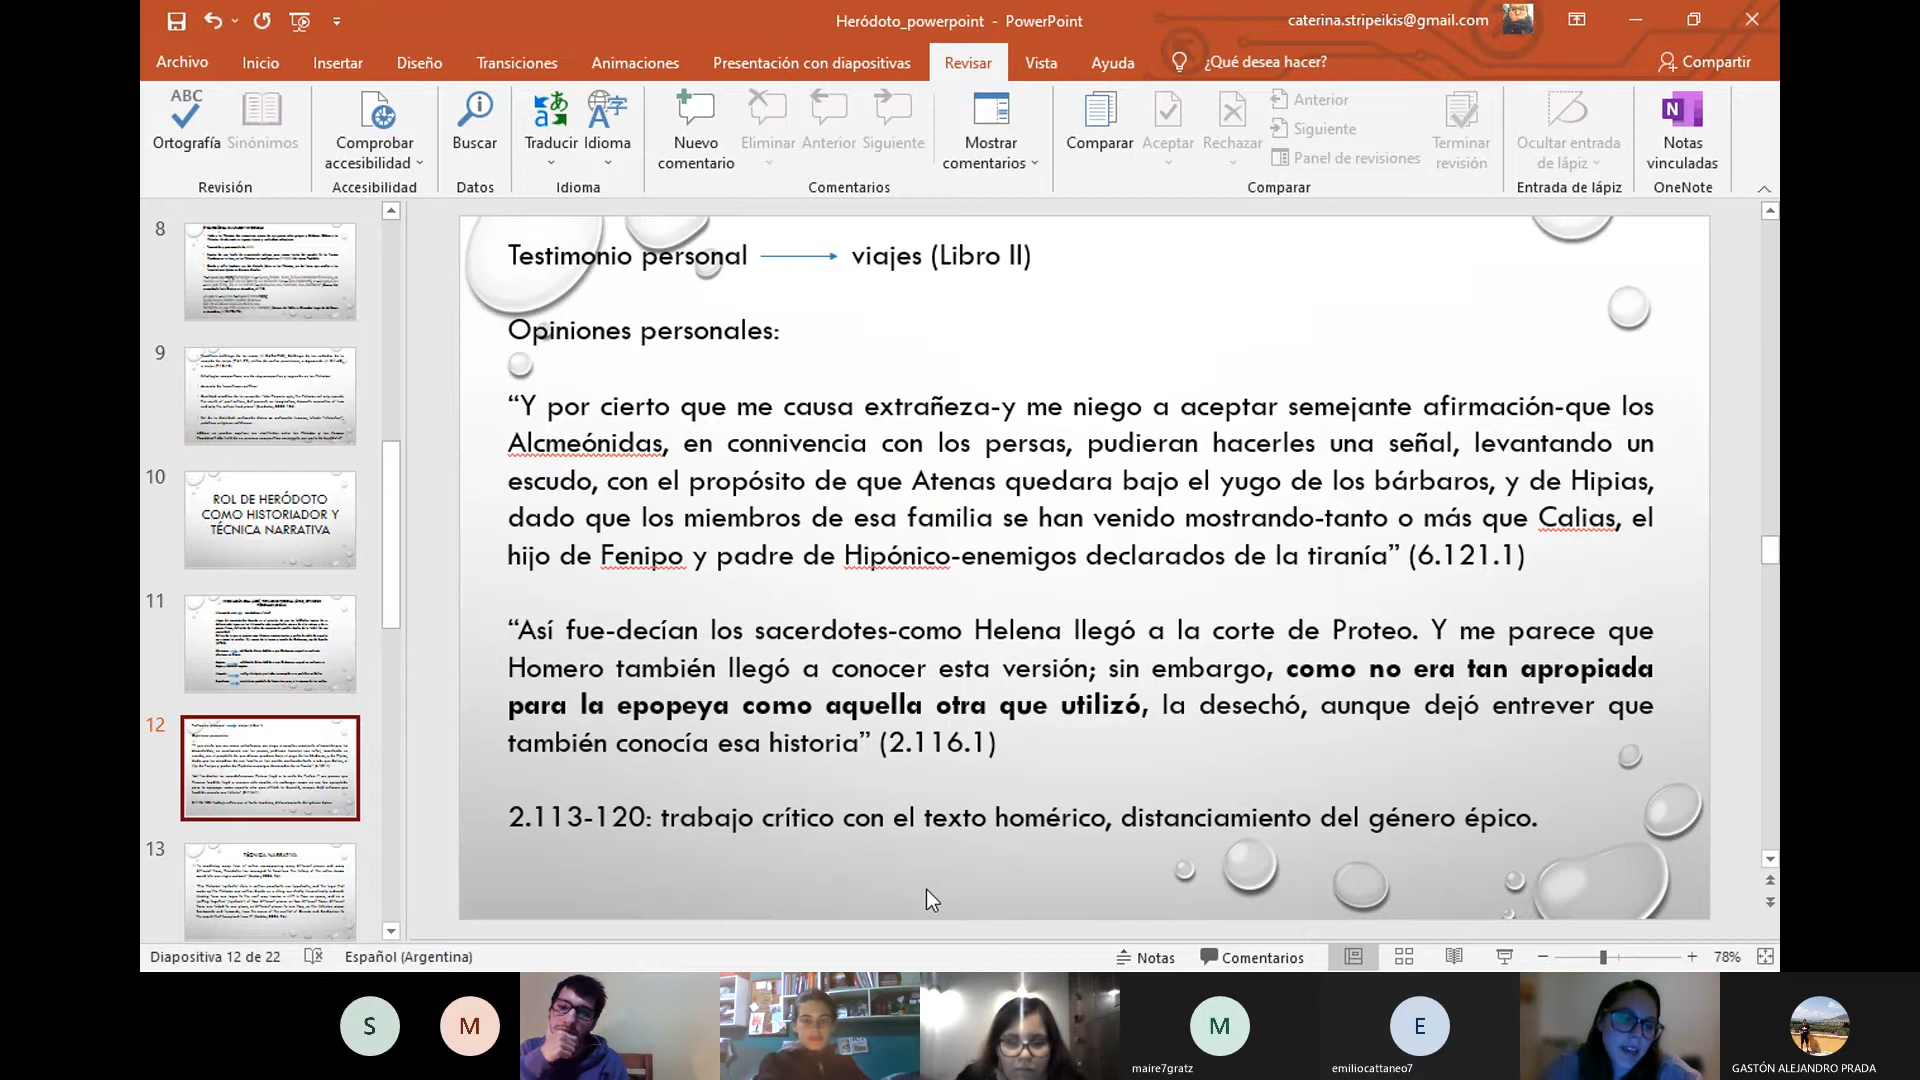 Heródoto_powerpoint - PowerPoint
caterina.stripeikis@gmail.com
Archivo Inicio Insertar Diseño Transiciones Animaciones Presentación con diapositivas Revisar Vista Ayuda ¿Qué desea hacer? Compartir
ABC
Ortografía Sinónimos
Revisión
Comprobar accesibilidad
Accesibilidad
Buscar
Datos
Traducir Idioma
Idioma
Nuevo comentario
Eliminar Anterior Siguiente
Mostrar comentarios
Comentarios
Comparar Aceptar Rechazar
Anterior
Siguiente
Panel de revisiones
Terminar revisión
Comparar
Ocultar entrada de lápiz
Entrada de lápiz
N
Notas vinculadas
OneNote
8
9
10
ROL DE HERÓDOTO
COMO HISTORIADOR Y
TÉCNICA NARRATIVA
11
12
13
TÉCNICA NARRATIVA
Testimonio personal viajes (Libro II)
Opiniones personales:
“Y por cierto que me causa extrañeza-y me niego a aceptar semejante afirmación-que los
Alcmeónidas, en connivencia con los persas, pudieran hacerles una señal, levantando un
escudo, con el propósito de que Atenas quedara bajo el yugo de los bárbaros, y de Hipias,
dado que los miembros de esa familia se han venido mostrando-tanto o más que Calias, el
hijo de Fenipo y padre de Hipónico-enemigos declarados de la tiranía” (6.121.1)
“Así fue-decían los sacerdotes-como Helena llegó a la corte de Proteo. Y me parece que
Homero también llegó a conocer esta versión; sin embargo, como no era tan apropiada
para la epopeya como aquella otra que utilizó, la desechó, aunque dejó entrever que
también conocía esa historia” (2.116.1)
2.113-120: trabajo crítico con el texto homérico, distanciamiento del género épico.
Diapositiva 12 de 22 Español (Argentina) Notas Comentarios 78%
S
M
M
maire7gratz
E
emiliocattaneo7
GASTÓN ALEJANDRO PRADA